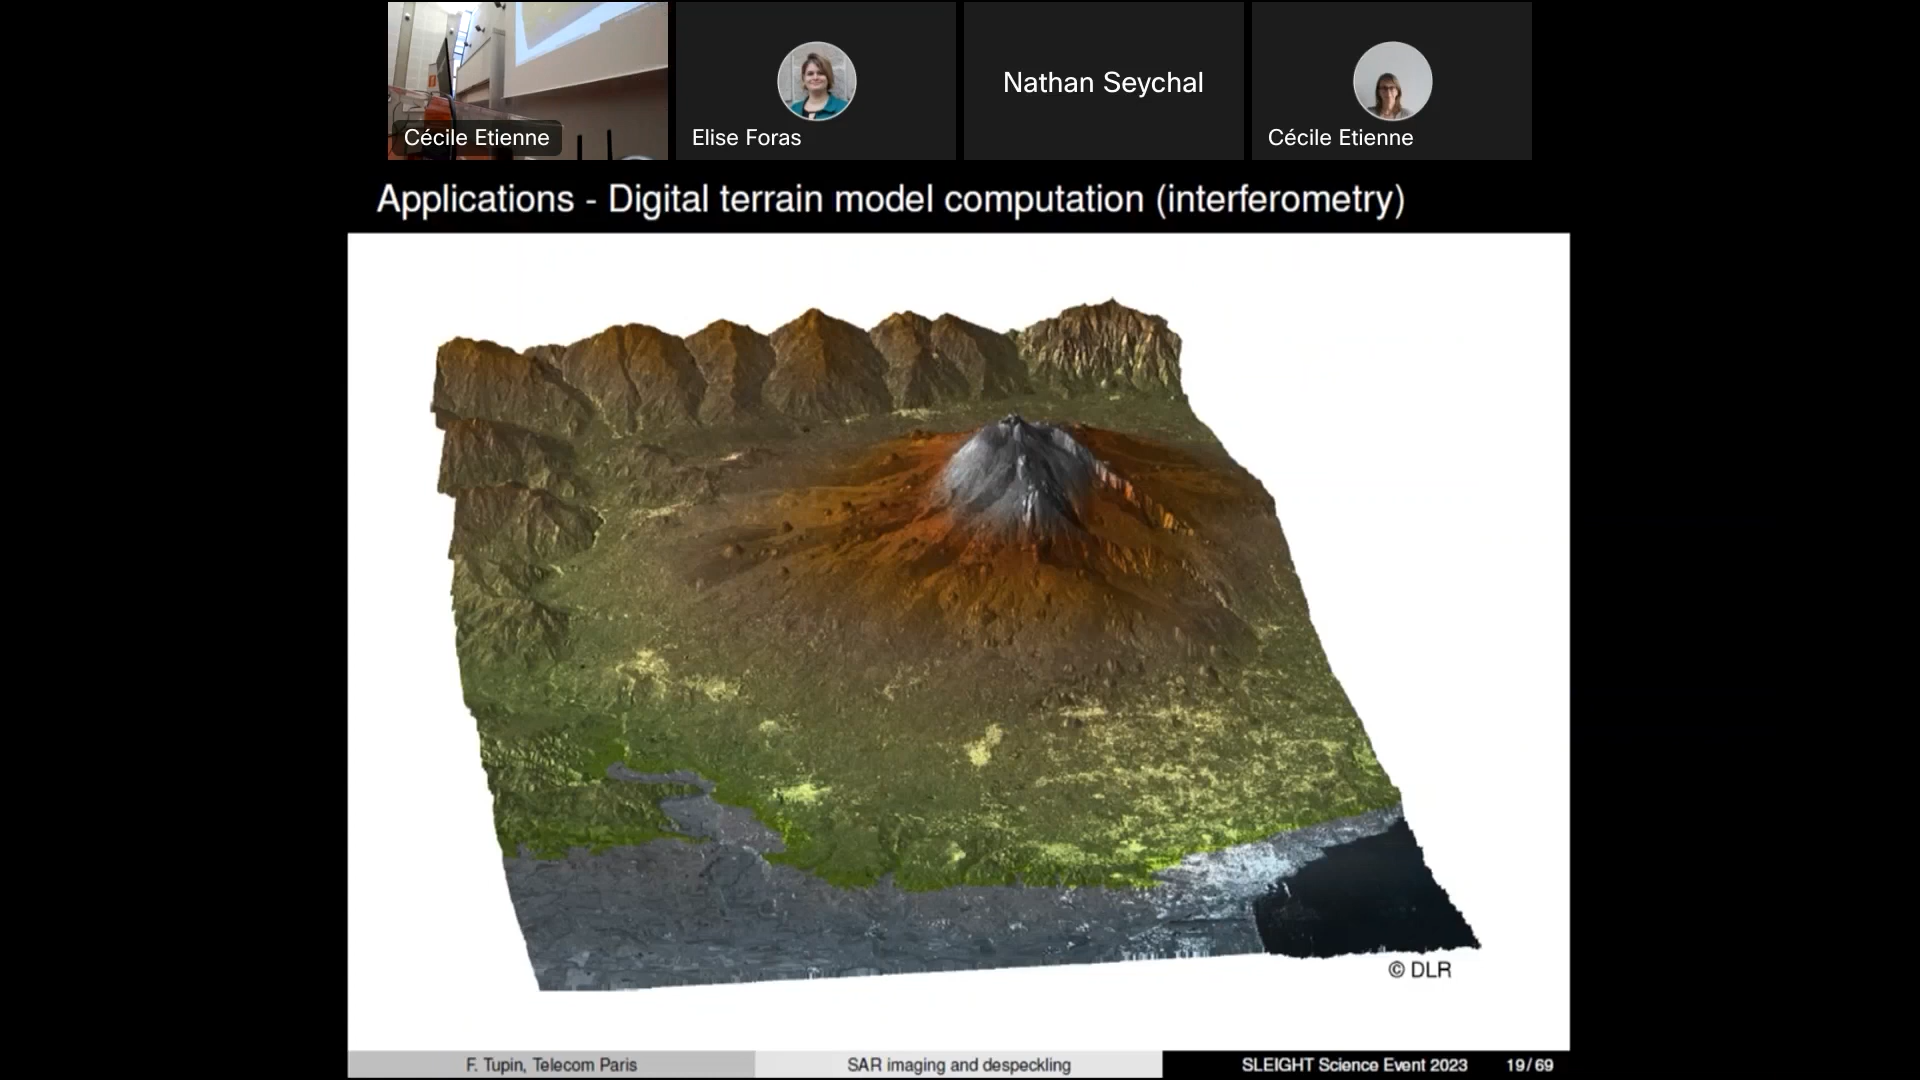 Cécile Etienne
Elise Foras
Nathan Seychal
Cécile Etienne
Applications - Digital terrain model computation (interferometry)
© DLR
F. Tupin, Telecom Paris
SAR imaging and despeckling
SLEIGHT Science Event 2023
19/69